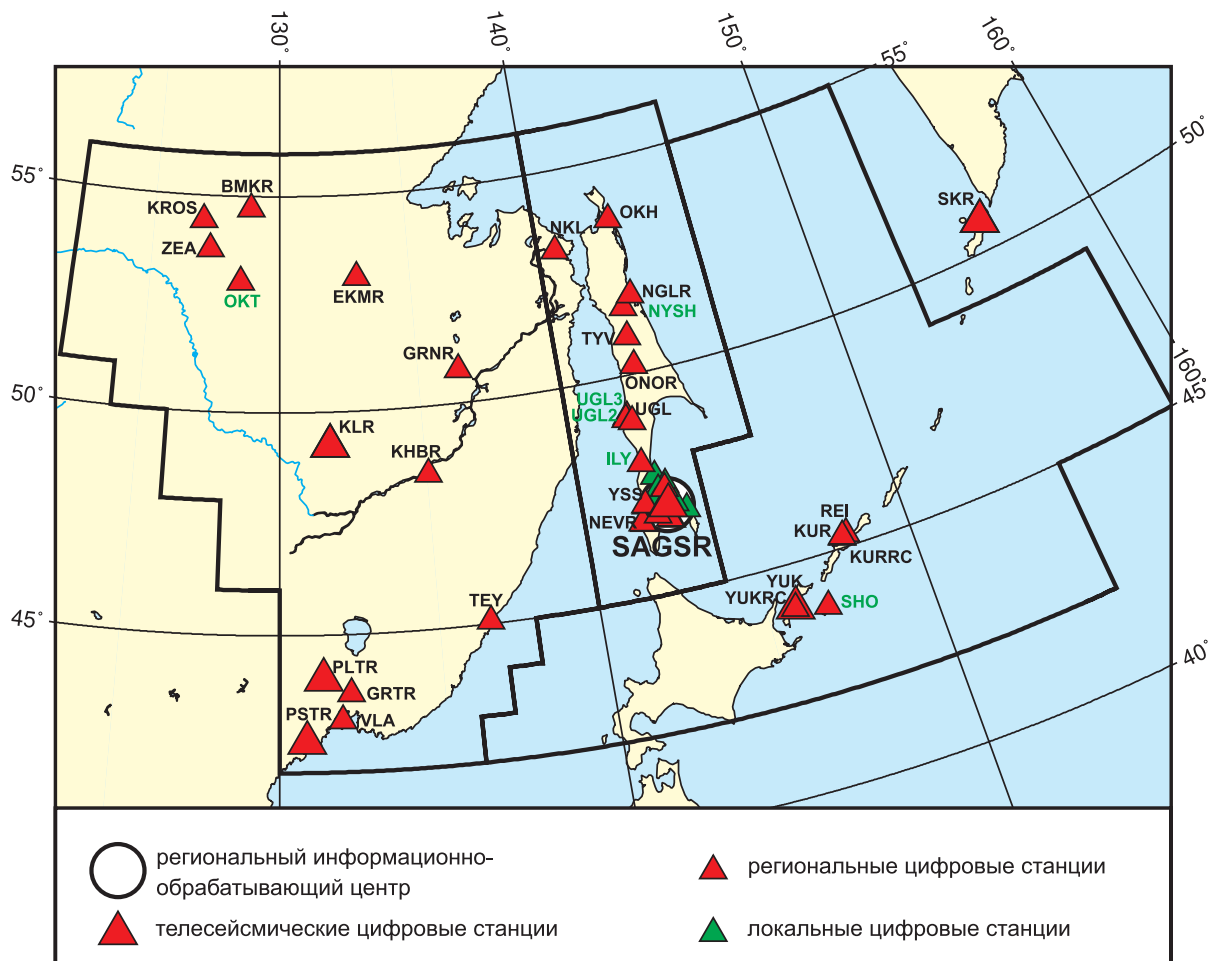 130°
140°
150°
55°
160°
50°
55°
BMKR
KROS
SKR
OKH
NKL
ZEA
OKT
EKMR
NGLR
NYSH
TYV
160°
GRNR
ONOR
50°
45°
UGL3
UGL
UGL2
KLR
KHBR
ILY
YSS
REI
NEVR
KUR
SAGSR
KURRC
YUK
YUKRC
SHO
TEY
45°
40°
PLTR
GRTR
PSTR
VLA
региональный информационно-
обрабатывающий центр
региональные цифровые станции
телесейсмические цифровые станции
локальные цифровые станции